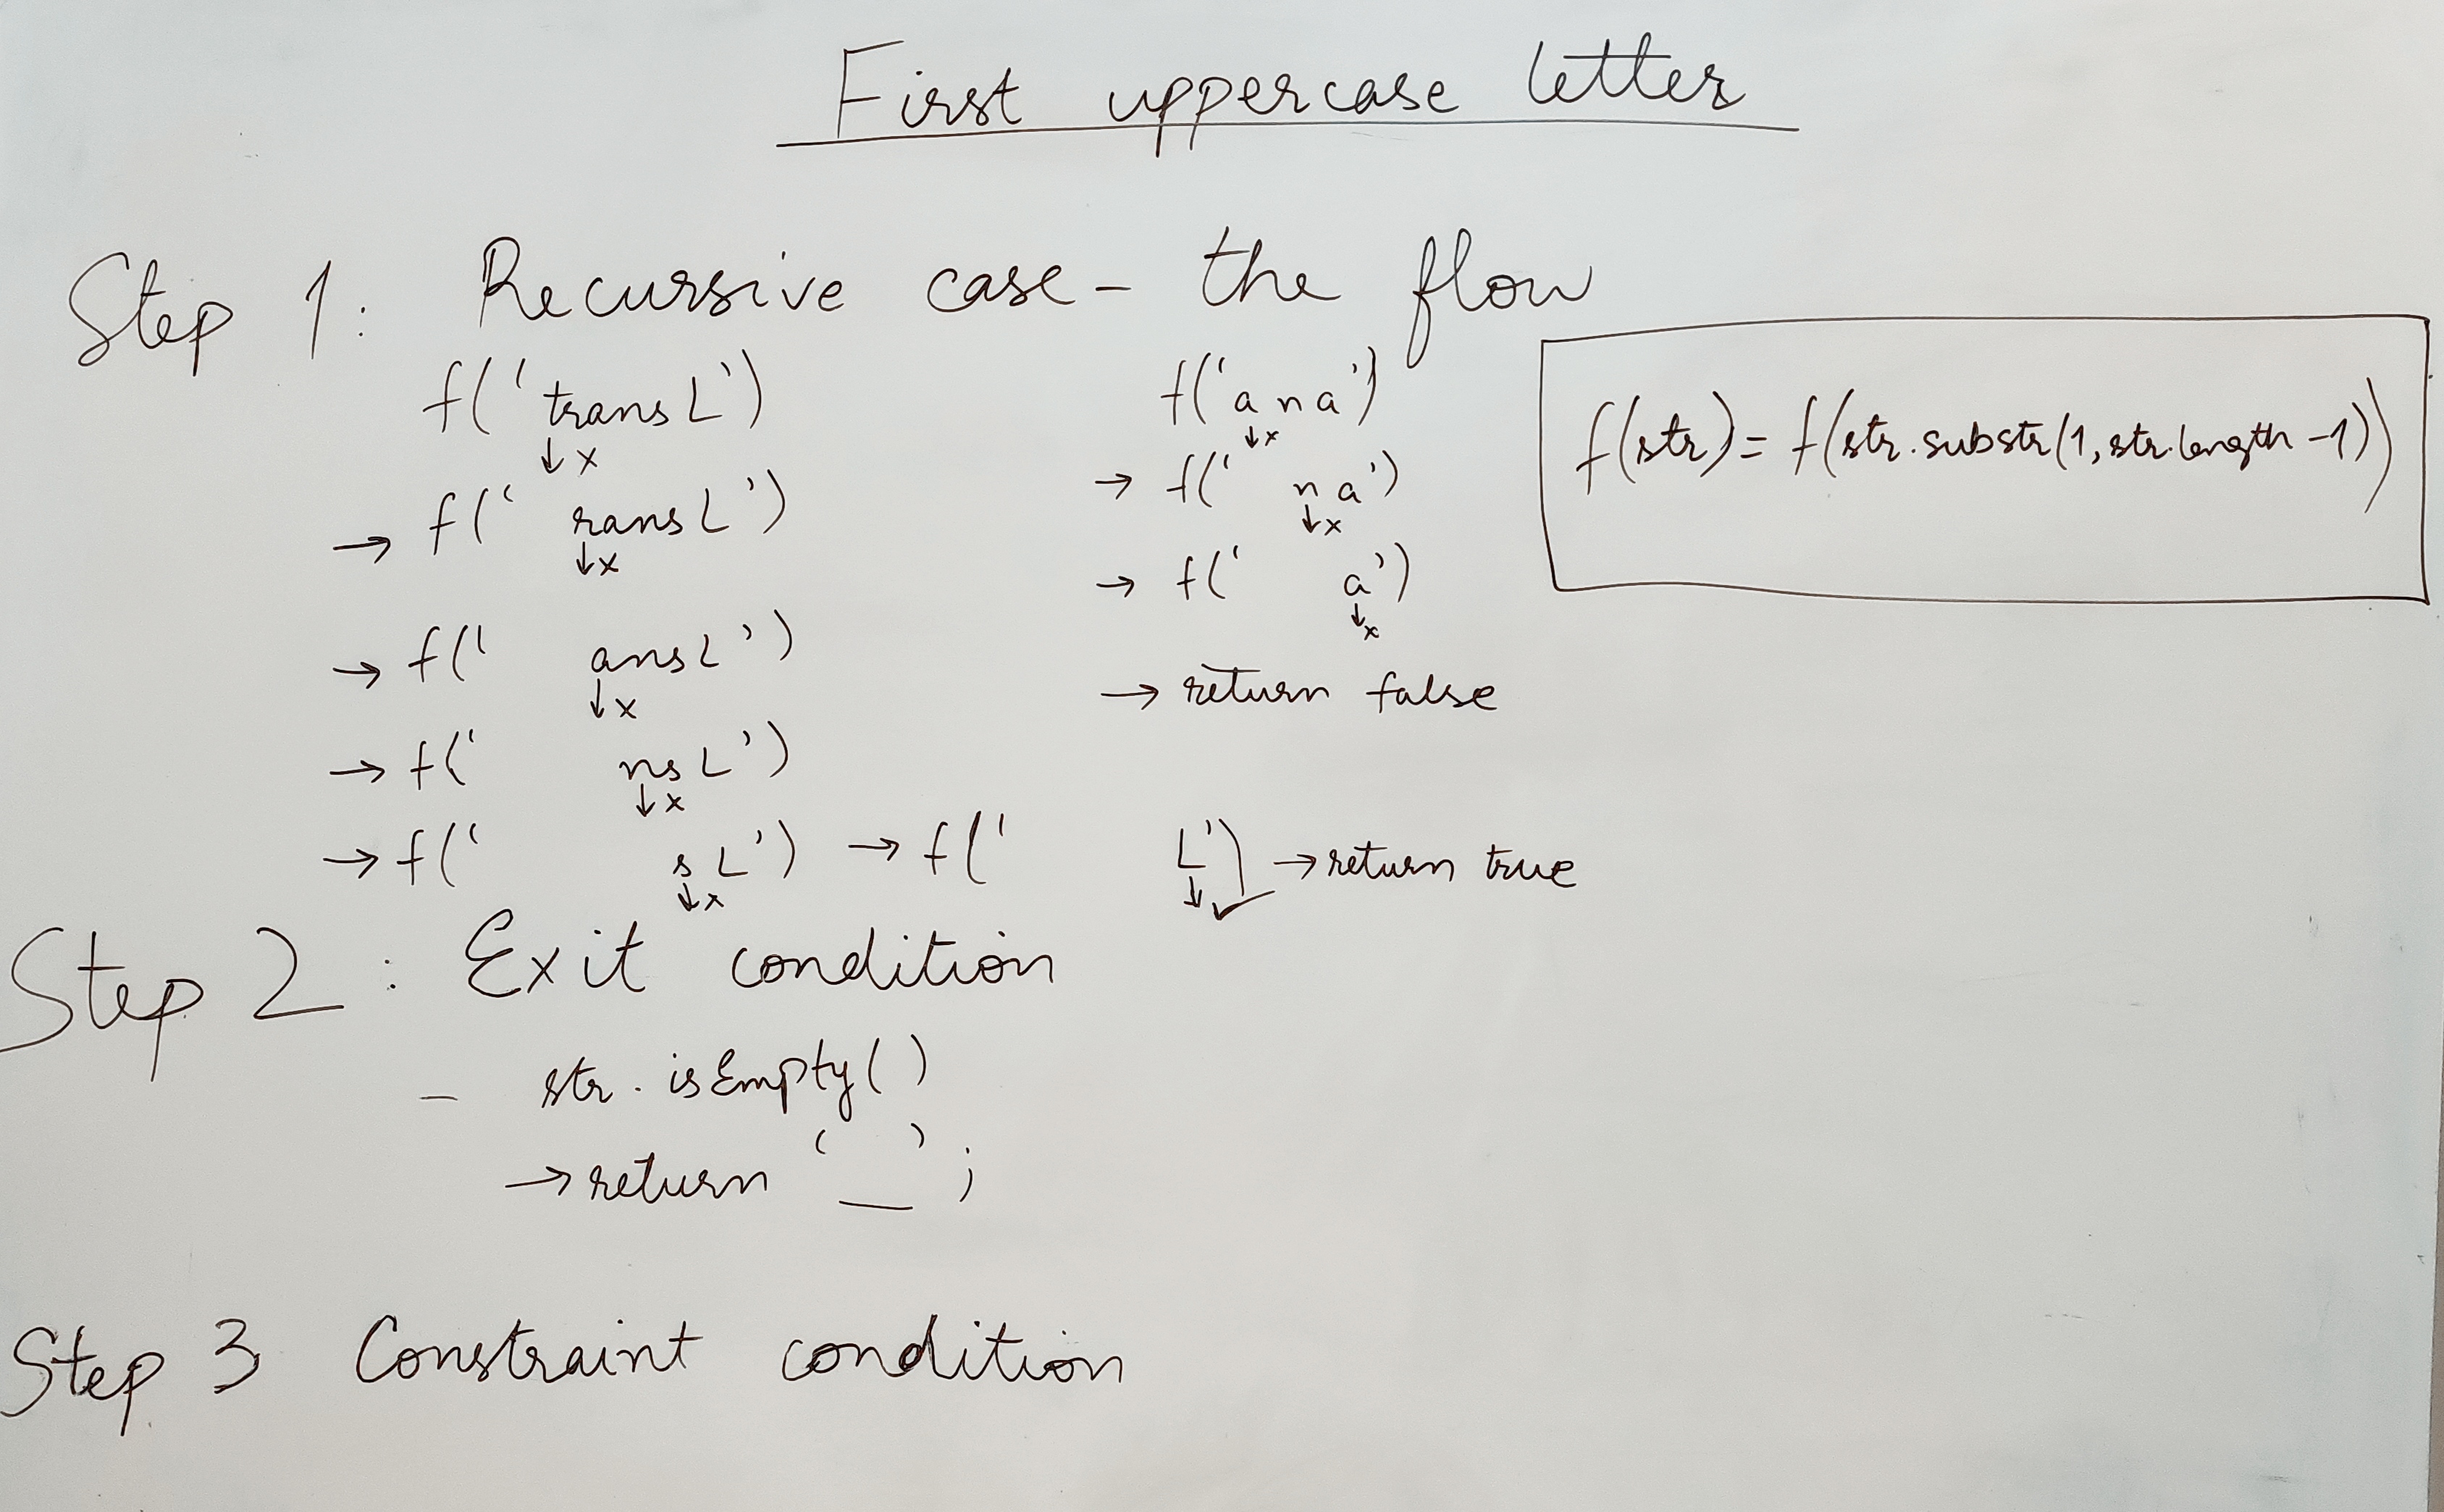 First uppercase letter
Step 1: Recursive case - the flow
f('transL')
↓x
→ f('ransL')
↓x
→ f('ansL')
↓x
→ f('nsL')
↓x
→ f('sL') → f('L') → return true
↓x ↓✓
f('ana')
↓x
→ f('na')
↓x
→ f('a')
↓x
→ return false
f(str) = f(str.substr(1, str.length - 1))
Step 2: Exit condition
- str.isEmpty()
→ return '_';
Step 3 Constraint condition